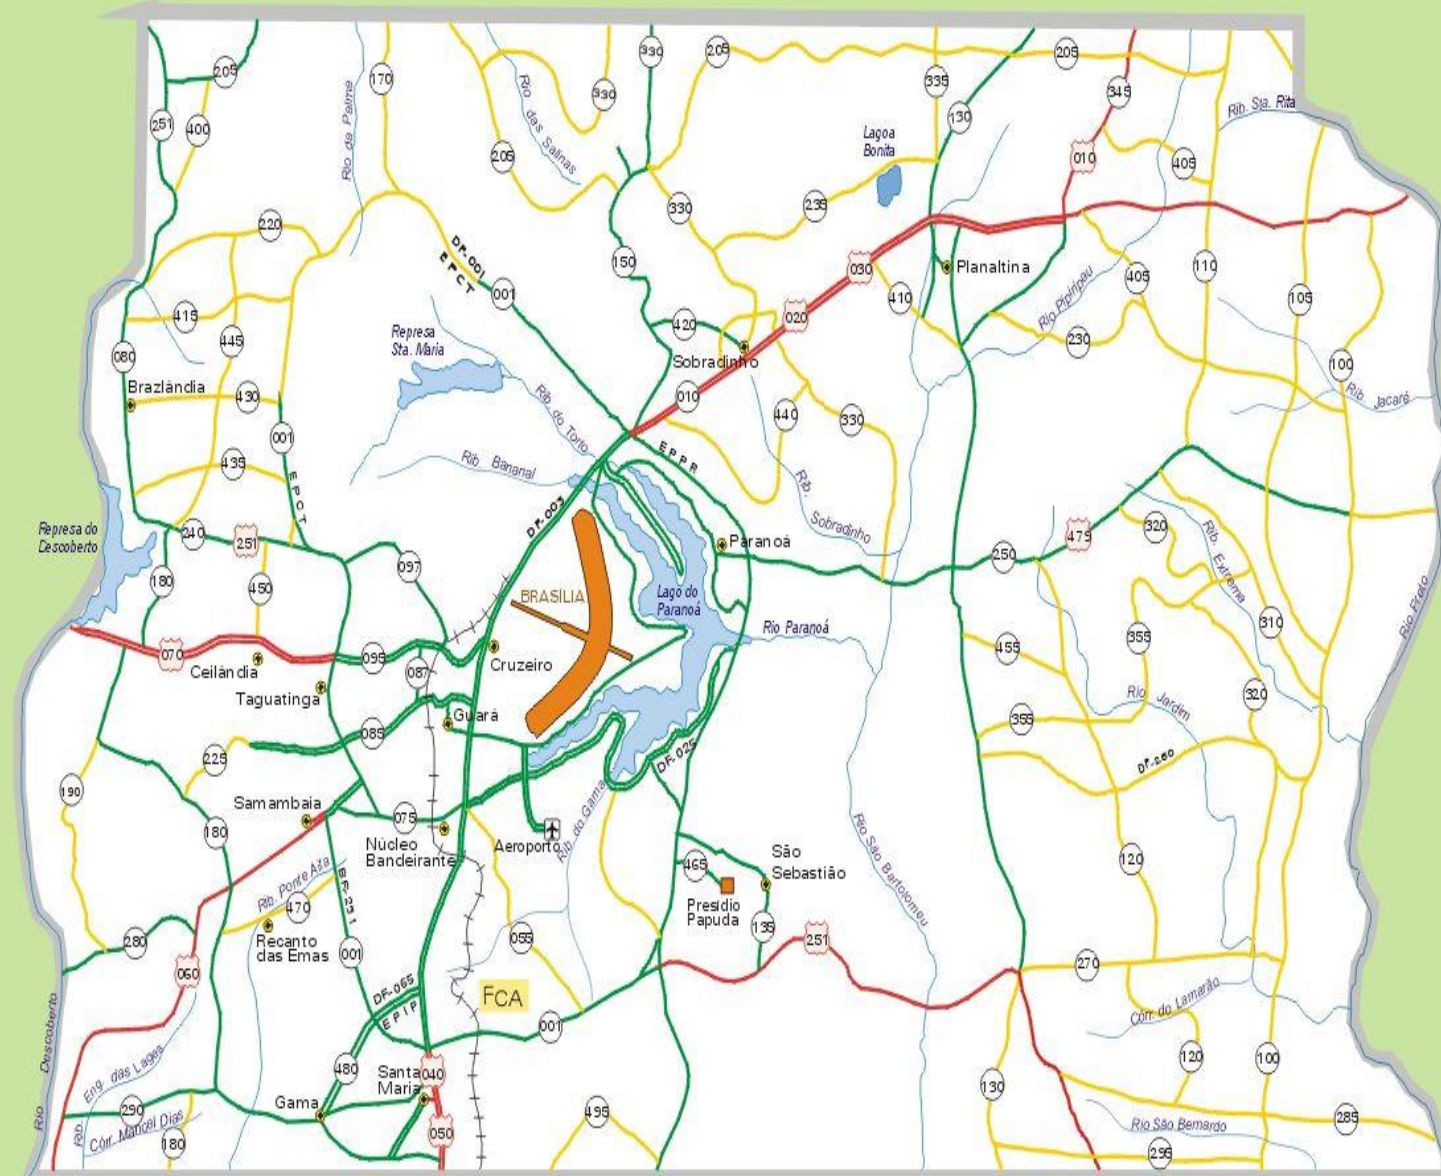 330
205
205
205
170
335
345
330
130
251
400
Rio da Palma
Rio das Salinas
Rib. Sta. Rita
Lagoa
Bonita
205
010
405
220
330
235
DF-001
EPCT
150
030
Planaltina
110
405
001
410
105
415
020
Rio Pipiripau
Represa
Sta. Maria
420
445
230
080
Sobradinho
100
Brazlândia
430
010
Rib. Jacaré
Rib. do Torto
440
330
001
435
Rib. Bananal
EPPR
EPCT
Rib.
Sobradinho
DF-003
Represa do
Descoberto
240
251
320
479
Paranoá
250
Rib. Extrema
097
180
450
BRASÍLIA
Lago do
Paranoá
Rio Paranoá
Rio Preto
310
355
455
070
095
Cruzeiro
Ceilândia
087
Taguatinga
320
Rio Jardim
Guará
355
085
225
DF-025
DF-260
190
Samambaia
180
075
Núcleo
Bandeirante
Aeroporto
Rib. do Gama
Rio São Bartolomeu
120
São
Sebastião
465
Rib. Ponte Alta
BR-251
Presídio
Papuda
470
135
Recanto
das Emas
280
001
055
251
060
270
DF-065
EPIP
FCA
Córr. do Lamarão
001
Rio Descoberto
Rib. Eng. das Lages
480
Santa
Maria
040
120
100
130
290
Gama
495
285
Córr. Mancel Dias
050
Rio São Bernardo
180
295